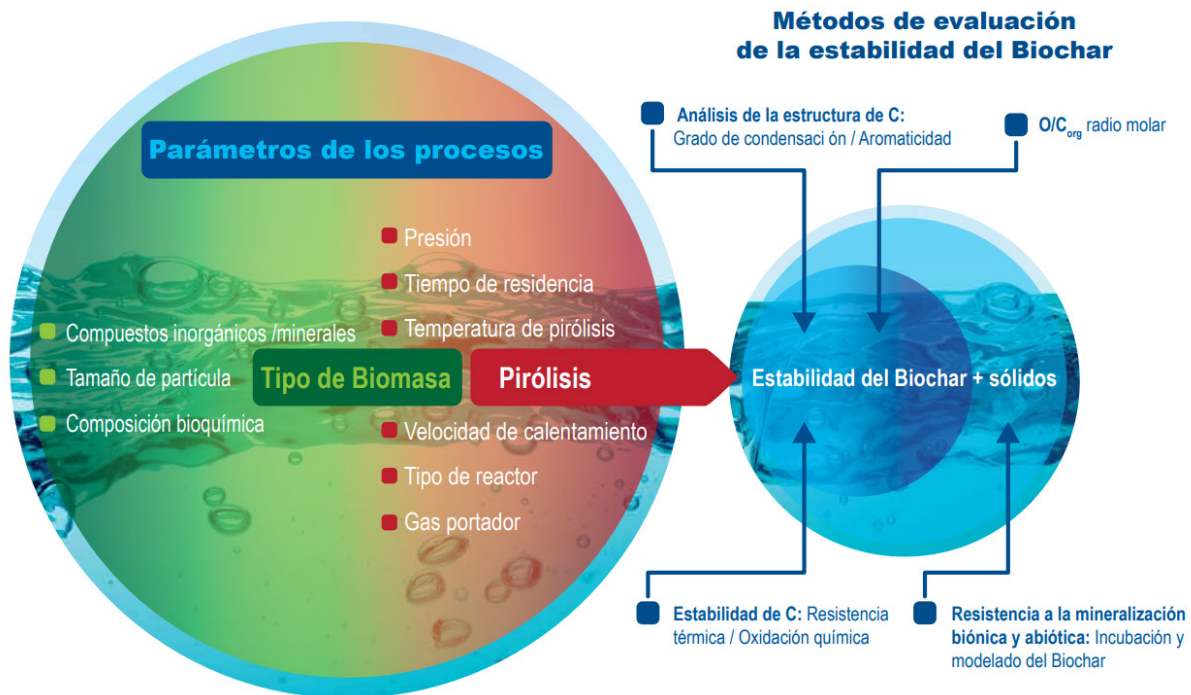 Métodos de evaluación
de la estabilidad del Biochar
Parámetros de los procesos
Presión
Tiempo de residencia
Temperatura de pirólisis
Compuestos inorgánicos /minerales
Tamaño de partícula
Composición bioquímica
Tipo de Biomasa
Pirólisis
Velocidad de calentamiento
Tipo de reactor
Gas portador
Análisis de la estructura de C:
Grado de condensaci ón / Aromaticidad
O/Corg radio molar
Estabilidad del Biochar + sólidos
Estabilidad de C: Resistencia
térmica / Oxidación química
Resistencia a la mineralización
biónica y abiótica: Incubación y
modelado del Biochar